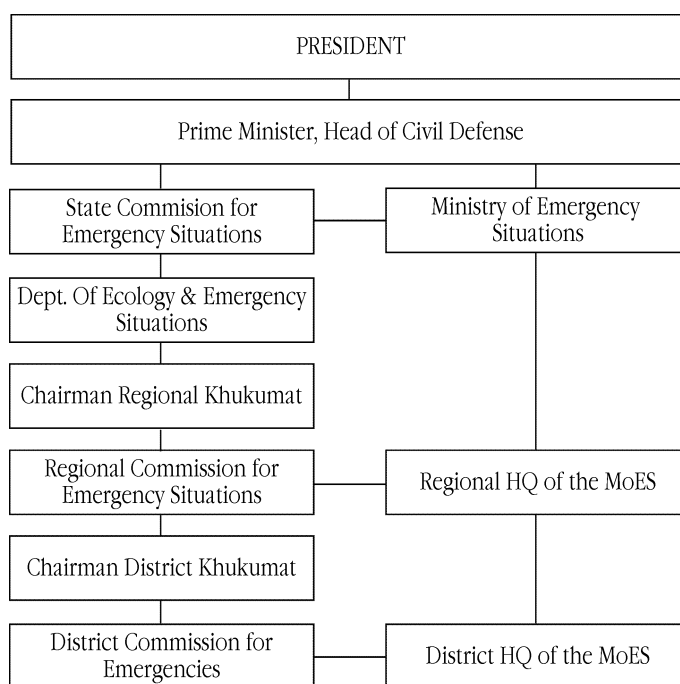 PRESIDENT
Prime Minister, Head of Civil Defense
State Commision for
Emergency Situations
Ministry of Emergency
Situations
Dept. Of Ecology & Emergency
Situations
Chairman Regional Khukumat
Regional Commission for
Emergency Situations
Regional HQ of the MoES
Chairman District Khukumat
District Commission for
Emergencies
District HQ of the MoES